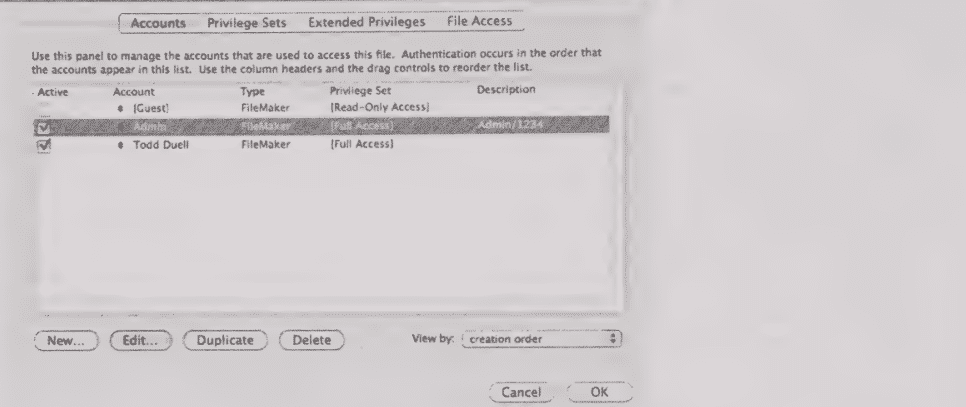 Accounts Privilege Sets Extended Privileges File Access
Use this panel to manage the accounts that are used to access this file. Authentication occurs in the order that
the accounts appear in this list. Use the column headers and the drag controls to reorder the list.
Active Account Type Privilege Set Description
[Guest] FileMaker [Read-Only Access]
Admin FileMaker [Full Access] Admin/1234
Todd Duell FileMaker [Full Access]
New... Edit... Duplicate Delete View by: creation order
Cancel OK